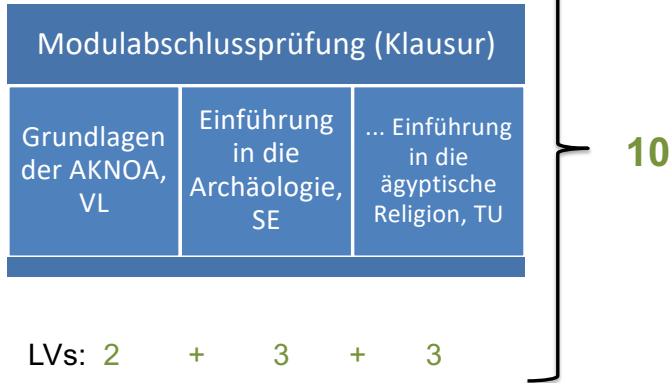 Modulabschlussprüfung (Klausur)
Grundlagen
der AKNOA,
VL
Einführung
in die
Archäologie,
SE
... Einführung
in die
ägyptische
Religion, TU
10
LVs: 2 + 3 + 3